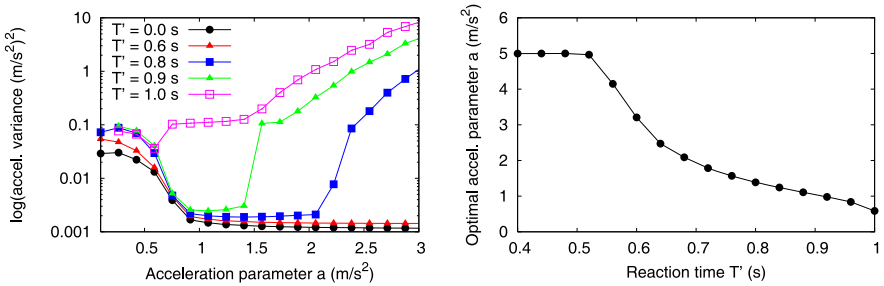 log(accel. variance (m/s²)²)
10
1
0.1
0.01
0.001
T' = 0.0 s
T' = 0.6 s
T' = 0.8 s
T' = 0.9 s
T' = 1.0 s
0.5 1 1.5 2 2.5 3
Acceleration parameter a (m/s²)
Optimal accel. parameter a (m/s²)
6
5
4
3
2
1
0
0.4 0.5 0.6 0.7 0.8 0.9 1
Reaction time T' (s)